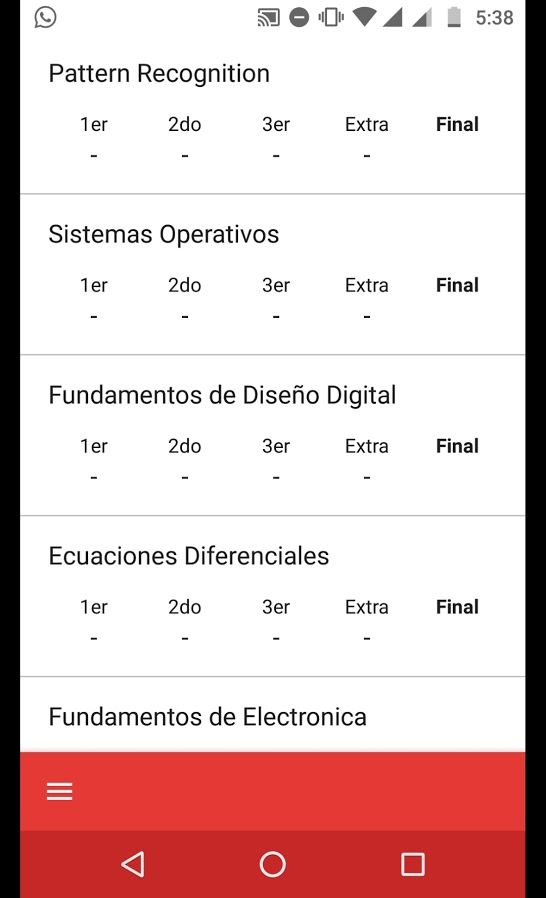 5:38
Pattern Recognition
1er 2do 3er Extra Final
- - - -
Sistemas Operativos
1er 2do 3er Extra Final
- - - -
Fundamentos de Diseño Digital
1er 2do 3er Extra Final
- - - -
Ecuaciones Diferenciales
1er 2do 3er Extra Final
- - - -
Fundamentos de Electronica